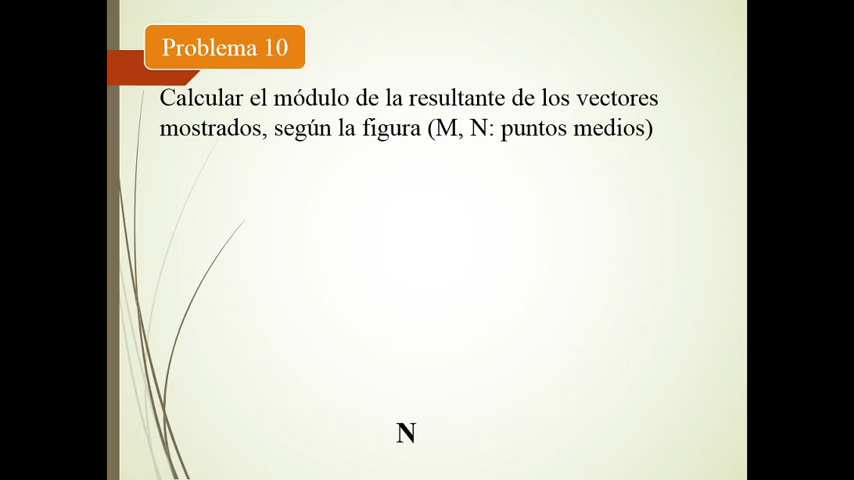 Problema 10
Calcular el módulo de la resultante de los vectores
mostrados, según la figura (M, N: puntos medios)
N